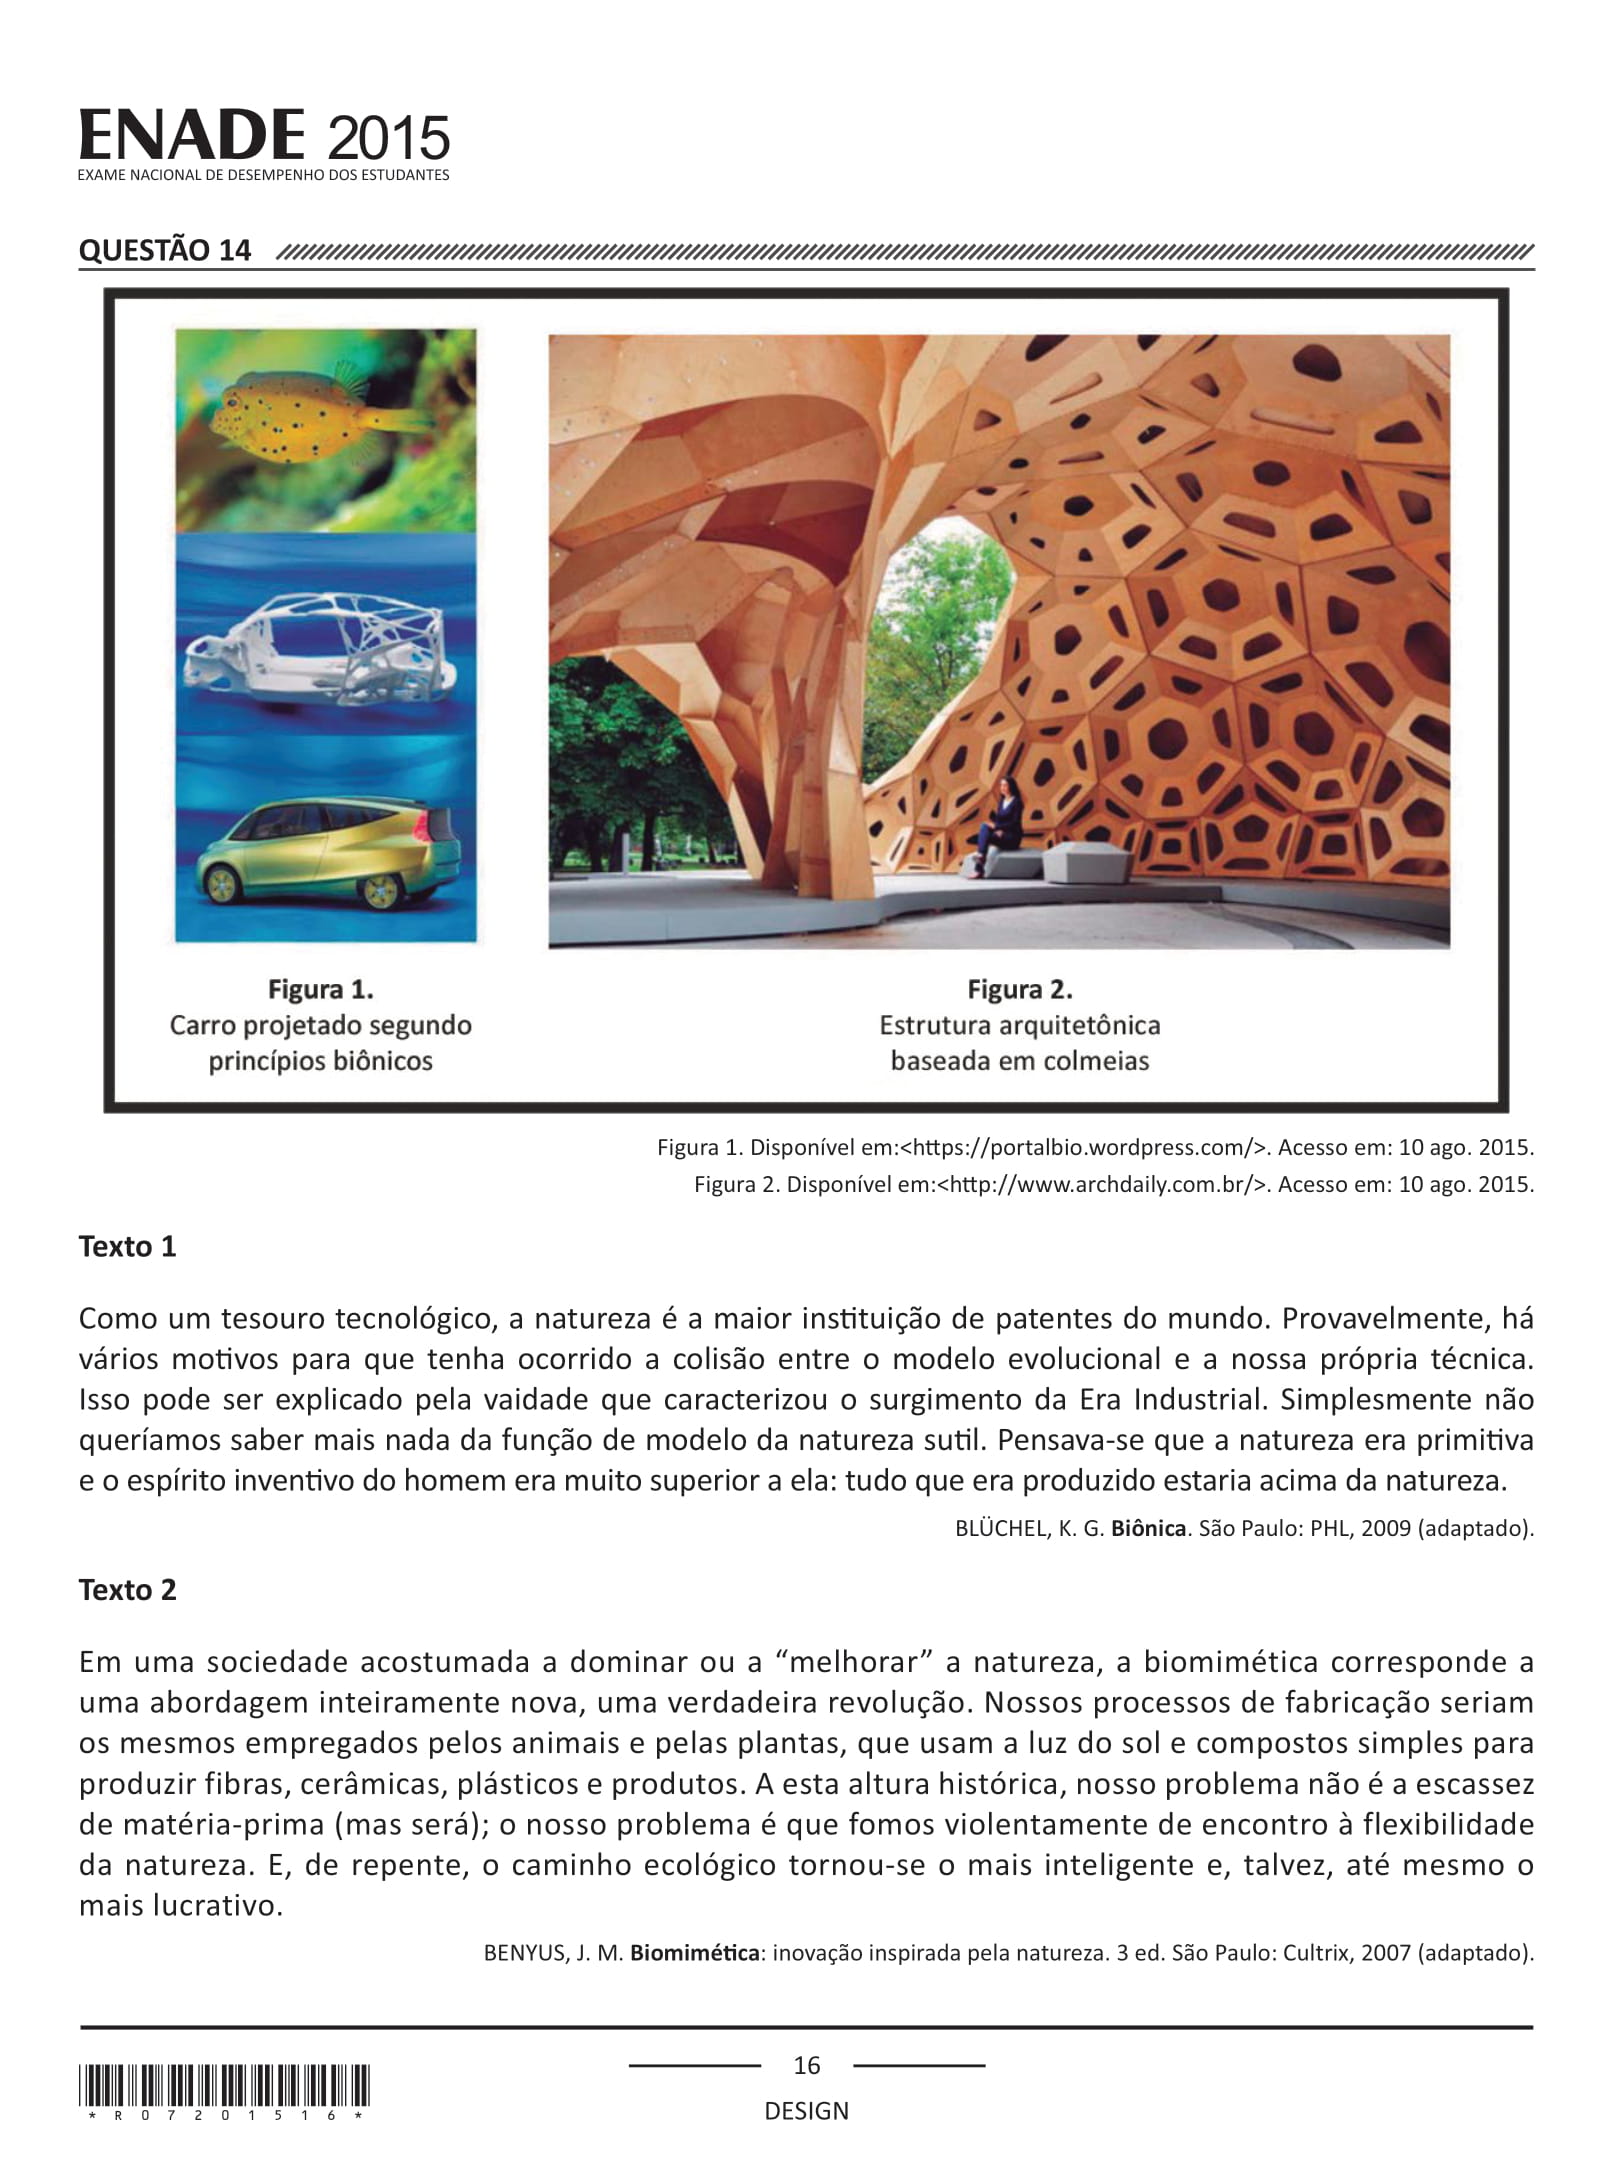 ENADE 2015
EXAME NACIONAL DE DESEMPENHO DOS ESTUDANTES
QUESTÃO 14
Figura 1.
Carro projetado segundo
princípios biônicos
Figura 2.
Estrutura arquitetônica
baseada em colmeias
Figura 1. Disponível em:<https://portalbio.wordpress.com/>. Acesso em: 10 ago. 2015.
Figura 2. Disponível em:<http://www.archdaily.com.br/>. Acesso em: 10 ago. 2015.
Texto 1
Como um tesouro tecnológico, a natureza é a maior instituição de patentes do mundo. Provavelmente, há
vários motivos para que tenha ocorrido a colisão entre o modelo evolucional e a nossa própria técnica.
Isso pode ser explicado pela vaidade que caracterizou o surgimento da Era Industrial. Simplesmente não
queríamos saber mais nada da função de modelo da natureza sutil. Pensava-se que a natureza era primitiva
e o espírito inventivo do homem era muito superior a ela: tudo que era produzido estaria acima da natureza.
BLÜCHEL, K. G. Biônica. São Paulo: PHL, 2009 (adaptado).
Texto 2
Em uma sociedade acostumada a dominar ou a “melhorar” a natureza, a biomimética corresponde a
uma abordagem inteiramente nova, uma verdadeira revolução. Nossos processos de fabricação seriam
os mesmos empregados pelos animais e pelas plantas, que usam a luz do sol e compostos simples para
produzir fibras, cerâmicas, plásticos e produtos. A esta altura histórica, nosso problema não é a escassez
de matéria-prima (mas será); o nosso problema é que fomos violentamente de encontro à flexibilidade
da natureza. E, de repente, o caminho ecológico tornou-se o mais inteligente e, talvez, até mesmo o
mais lucrativo.
BENYUS, J. M. Biomimética: inovação inspirada pela natureza. 3 ed. São Paulo: Cultrix, 2007 (adaptado).
16
DESIGN
* R 0 7 2 0 1 5 1 6 *